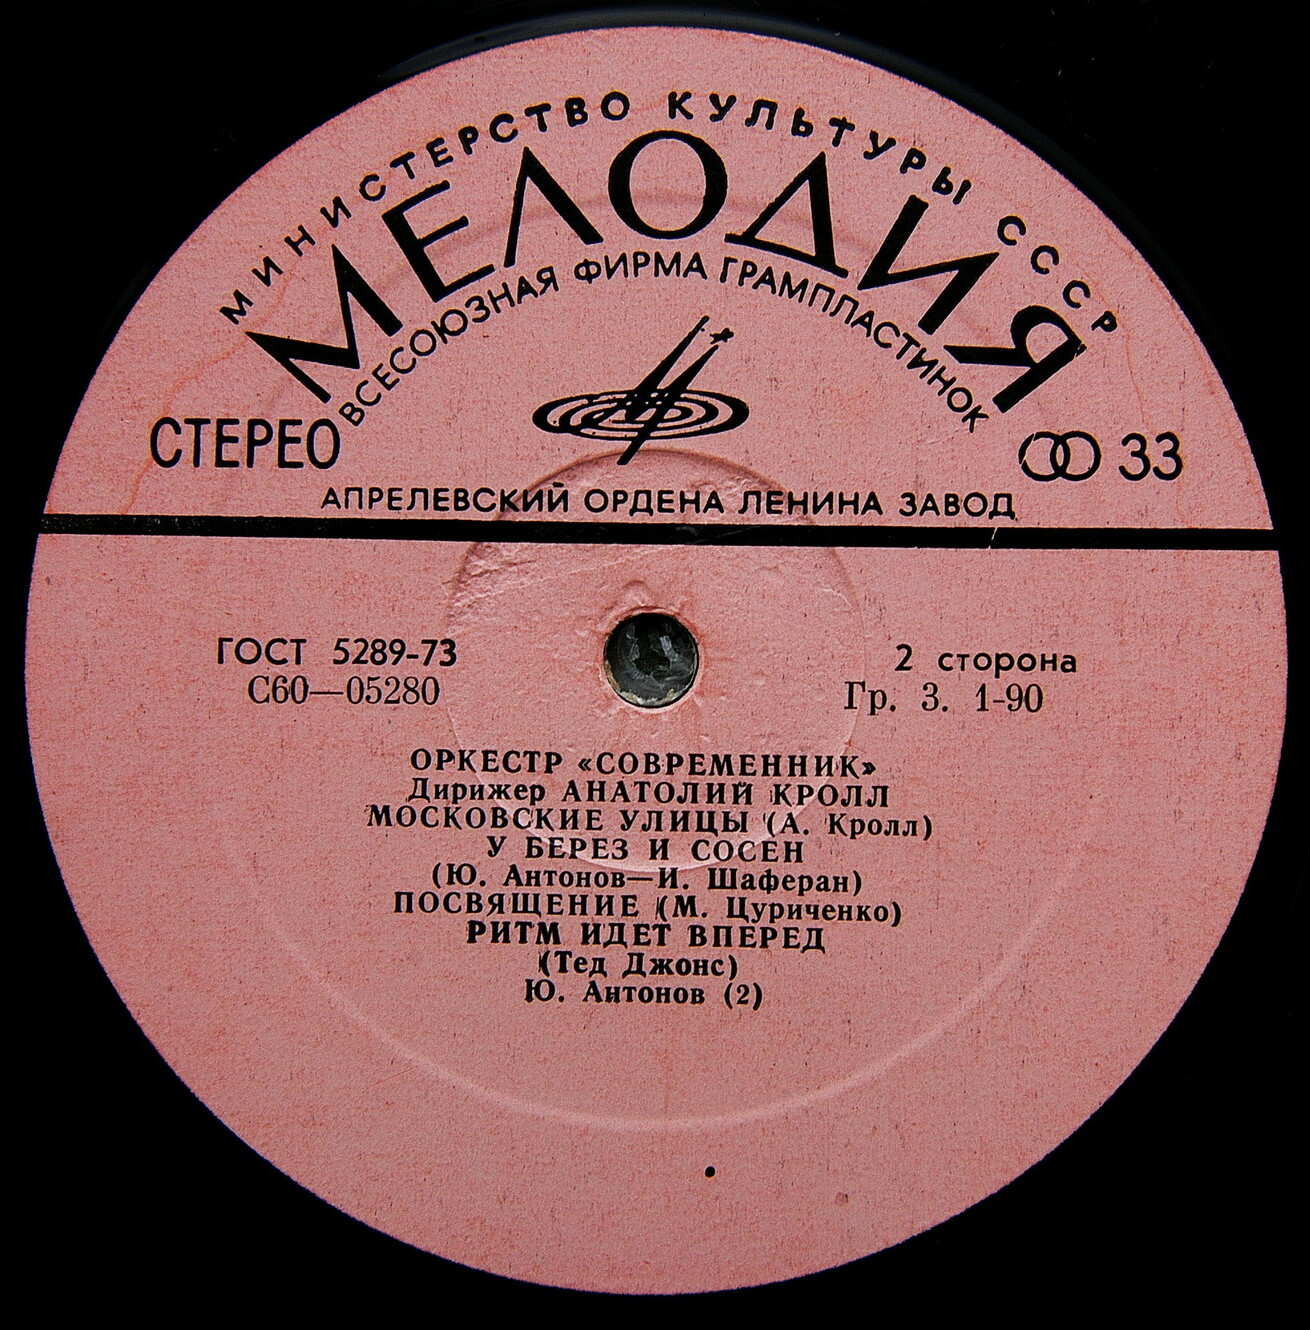 МИНИСТЕРСТВО КУЛЬТУРЫ СССР
МЕЛОДИЯ
ВСЕСОЮЗНАЯ ФИРМА ГРАМПЛАСТИНОК
СТЕРЕО
33
АПРЕЛЕВСКИЙ ОРДЕНА ЛЕНИНА ЗАВОД
ГОСТ 5289-73
С60—05280
2 сторона
Гр. 3. 1-90
ОРКЕСТР «СОВРЕМЕННИК»
Дирижер АНАТОЛИЙ КРОЛЛ
МОСКОВСКИЕ УЛИЦЫ (А. Кролл)
У БЕРЕЗ И СОСЕН
(Ю. Антонов—И. Шаферан)
ПОСВЯЩЕНИЕ (М. Цуриченко)
РИТМ ИДЕТ ВПЕРЕД
(Тед Джонс)
Ю. Антонов (2)